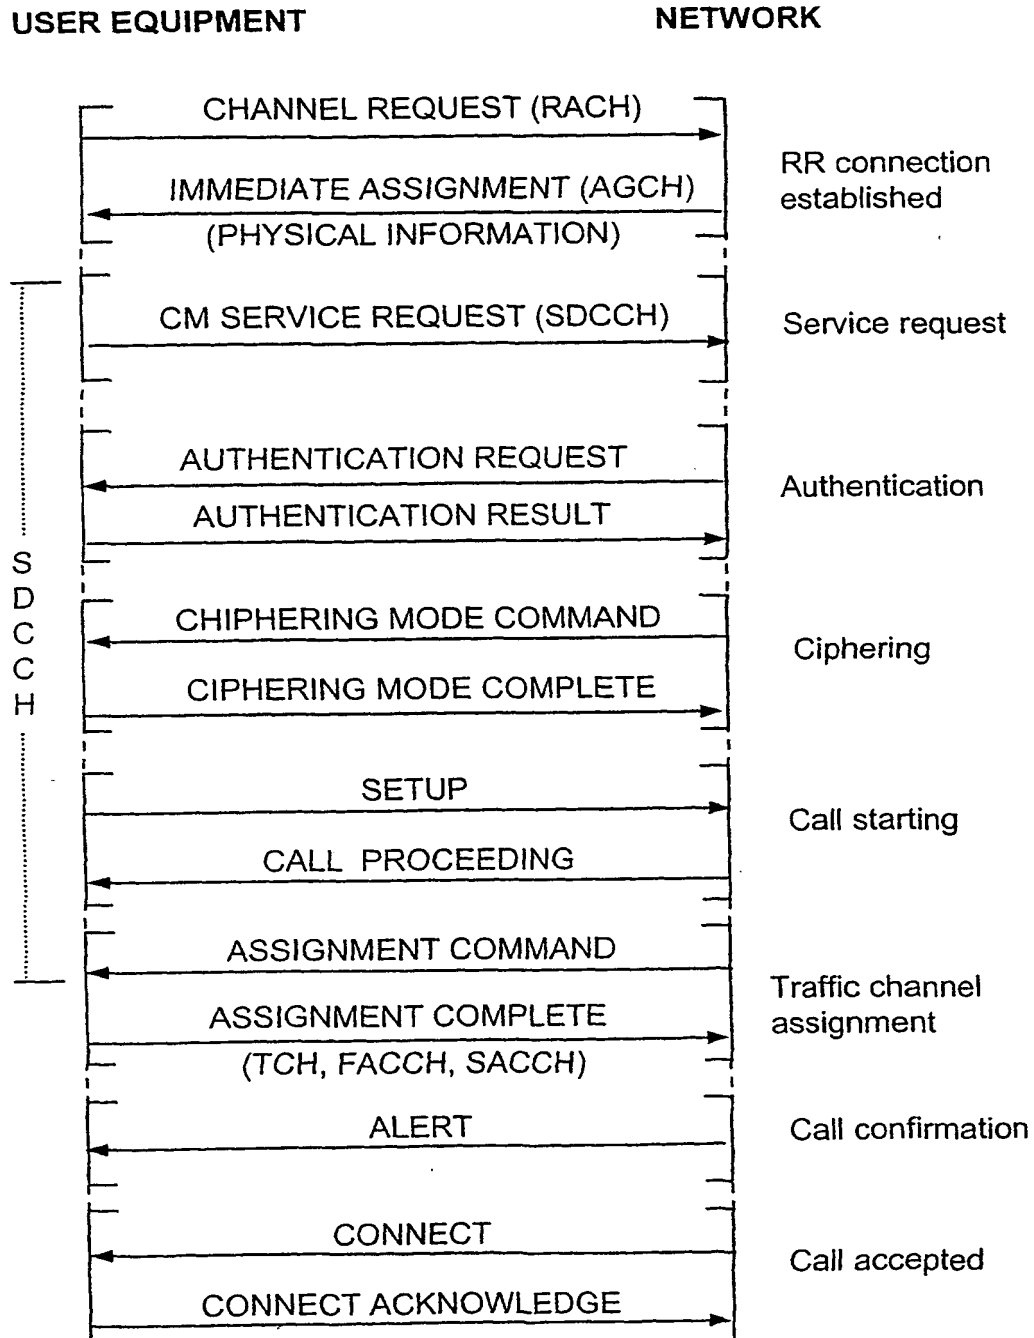 USER EQUIPMENT
NETWORK
CHANNEL REQUEST (RACH)
IMMEDIATE ASSIGNMENT (AGCH)
(PHYSICAL INFORMATION)
RR connection
established
CM SERVICE REQUEST (SDCCH)
Service request
AUTHENTICATION REQUEST
AUTHENTICATION RESULT
Authentication
SDCCH
CHIPHERING MODE COMMAND
CIPHERING MODE COMPLETE
Ciphering
SETUP
CALL PROCEEDING
Call starting
ASSIGNMENT COMMAND
ASSIGNMENT COMPLETE
(TCH, FACCH, SACCH)
Traffic channel
assignment
ALERT
Call confirmation
CONNECT
CONNECT ACKNOWLEDGE
Call accepted